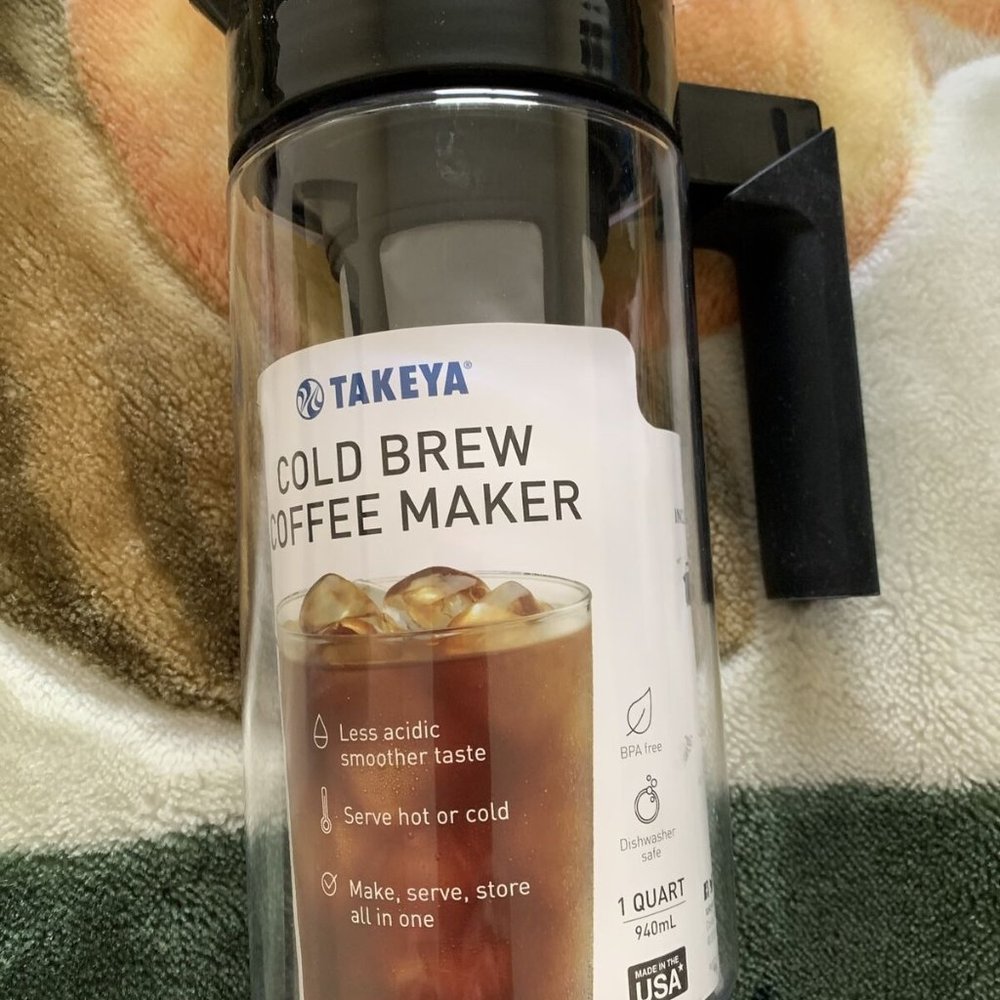 TAKEYA®
COLD BREW
COFFEE MAKER
Less acidic
smoother taste
Serve hot or cold
Make, serve, store
all in one
BPA free
Dishwasher
safe
1 QUART
940mL
MADE IN THE
USA*